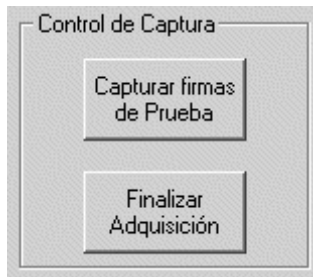 Control de Captura
Capturar firmas
de Prueba
Finalizar
Adquisición